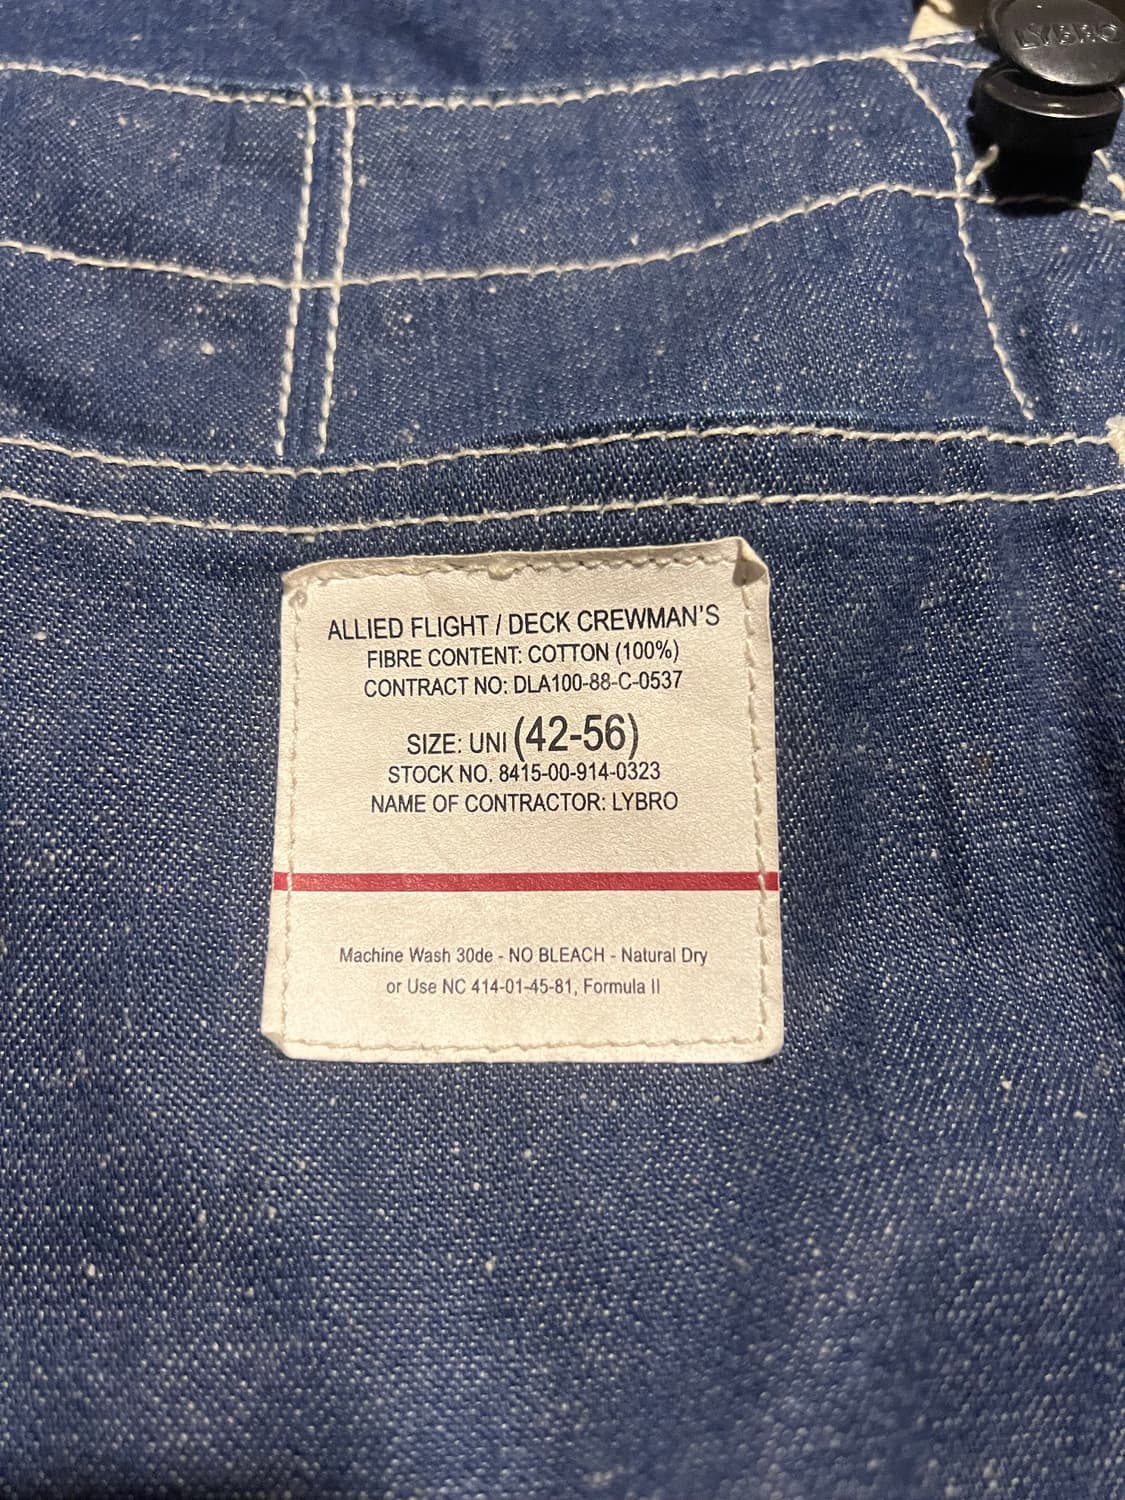 LYBRO
ALLIED FLIGHT / DECK CREWMAN'S
FIBRE CONTENT: COTTON (100%)
CONTRACT NO: DLA100-88-C-0537
SIZE: UNI (42-56)
STOCK NO. 8415-00-914-0323
NAME OF CONTRACTOR: LYBRO
Machine Wash 30de - NO BLEACH - Natural Dry
or Use NC 414-01-45-81, Formula II